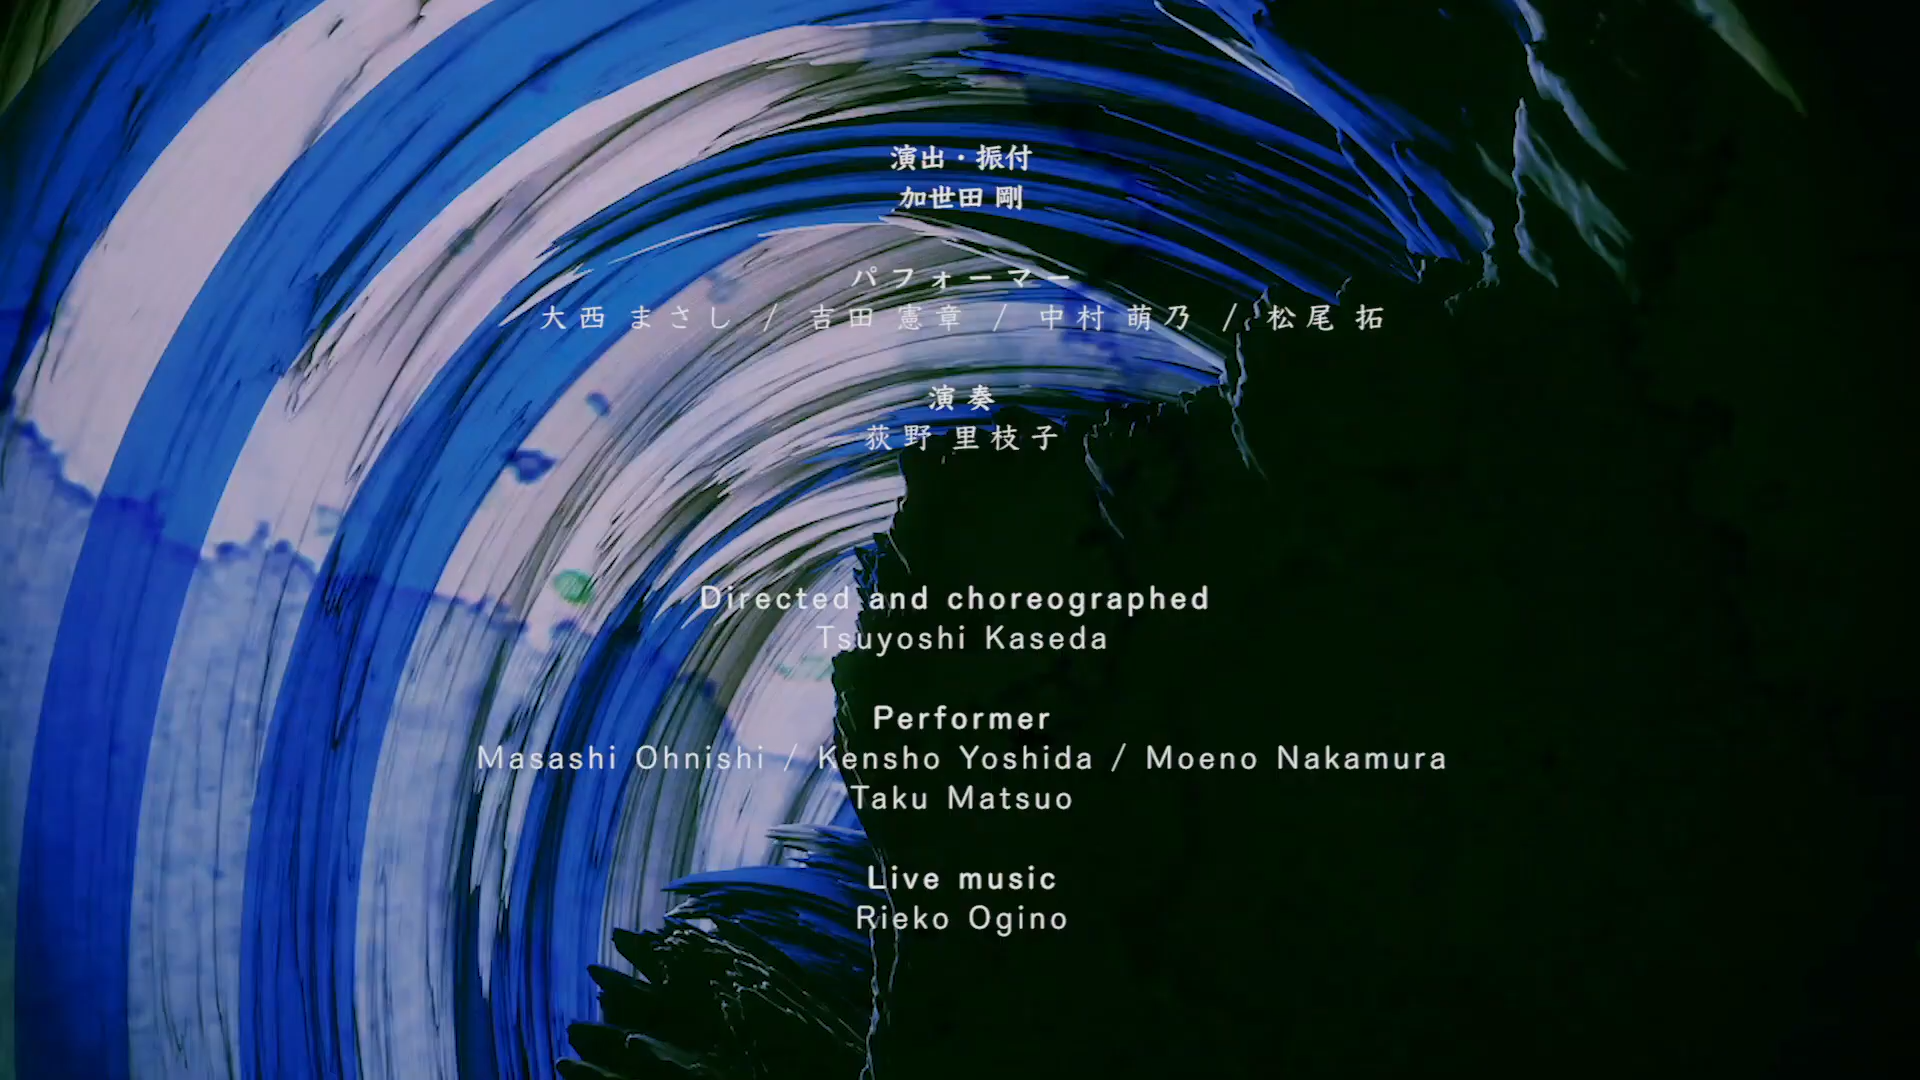 演出・振付
加世田 剛
パフォーマー
大西 まさし / 吉田 憲章 / 中村 萌乃 / 松尾 拓
演奏
荻野 里枝子
Directed and choreographed
Tsuyoshi Kaseda
Performer
Masashi Ohnishi / Kensho Yoshida / Moeno Nakamura
Taku Matsuo
Live music
Rieko Ogino